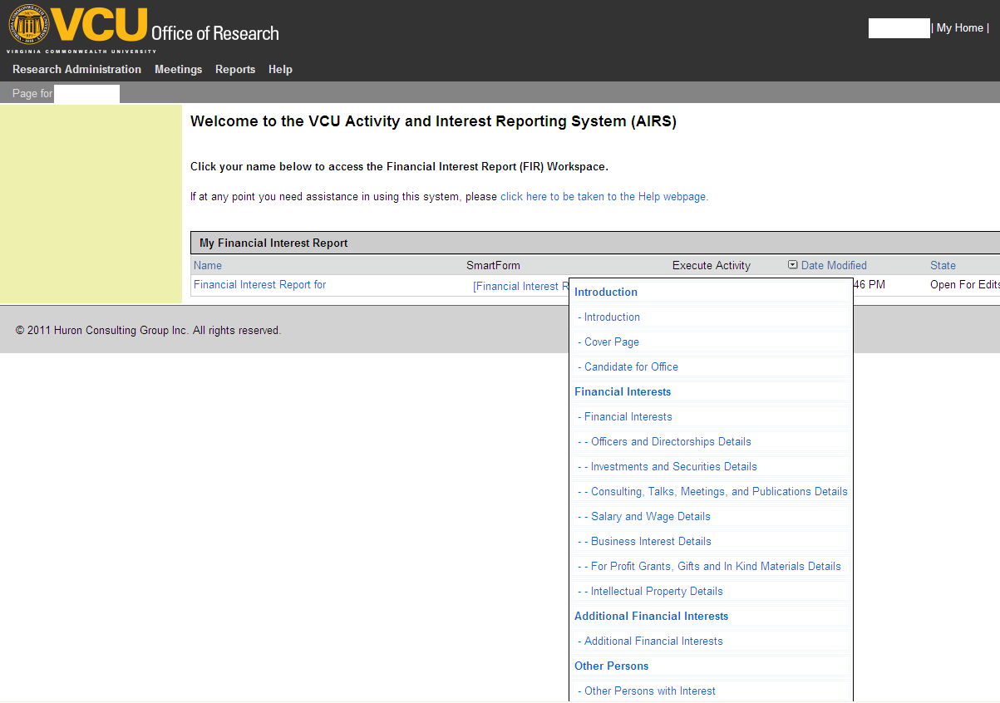 VCU Office of Research
VIRGINIA COMMONWEALTH UNIVERSITY
| My Home |
Research Administration Meetings Reports Help
Page for
Welcome to the VCU Activity and Interest Reporting System (AIRS)
Click your name below to access the Financial Interest Report (FIR) Workspace.
If at any point you need assistance in using this system, please click here to be taken to the Help webpage.
My Financial Interest Report
Name SmartForm Execute Activity Date Modified State
Financial Interest Report for [Financial Interest R 46 PM Open For Edits
Introduction
- Introduction
- Cover Page
- Candidate for Office
Financial Interests
- Financial Interests
- - Officers and Directorships Details
- - Investments and Securities Details
- - Consulting, Talks, Meetings, and Publications Details
- - Salary and Wage Details
- - Business Interest Details
- - For Profit Grants, Gifts and In Kind Materials Details
- - Intellectual Property Details
Additional Financial Interests
- Additional Financial Interests
Other Persons
- Other Persons with Interest
© 2011 Huron Consulting Group Inc. All rights reserved.